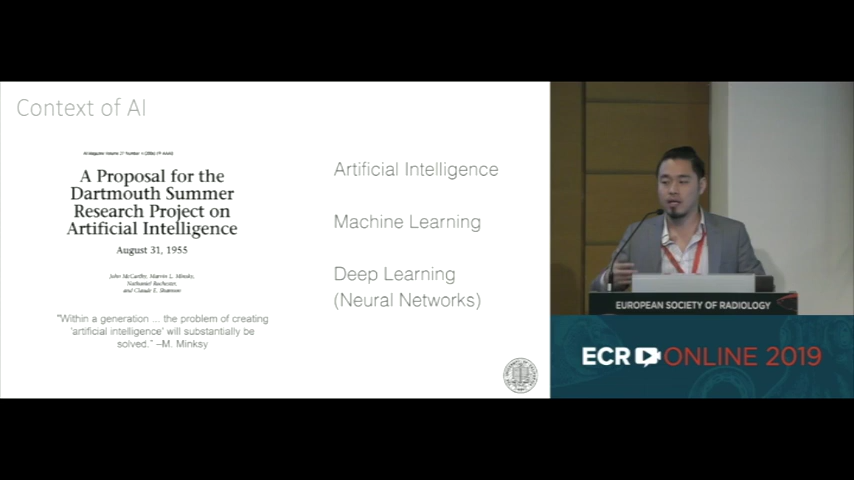 Context of AI
AI Magazine Volume 27 Number 4 (2006) (© AAAI)
A Proposal for the
Dartmouth Summer
Research Project on
Artificial Intelligence
August 31, 1955
John McCarthy, Marvin L. Minsky,
Nathaniel Rochester,
and Claude E. Shannon
"Within a generation ... the problem of creating
'artificial intelligence' will substantially be
solved." –M. Minksy
Artificial Intelligence
Machine Learning
Deep Learning
(Neural Networks)
EUROPEAN SOCIETY OF RADIOLOGY
ECR ONLINE 2019